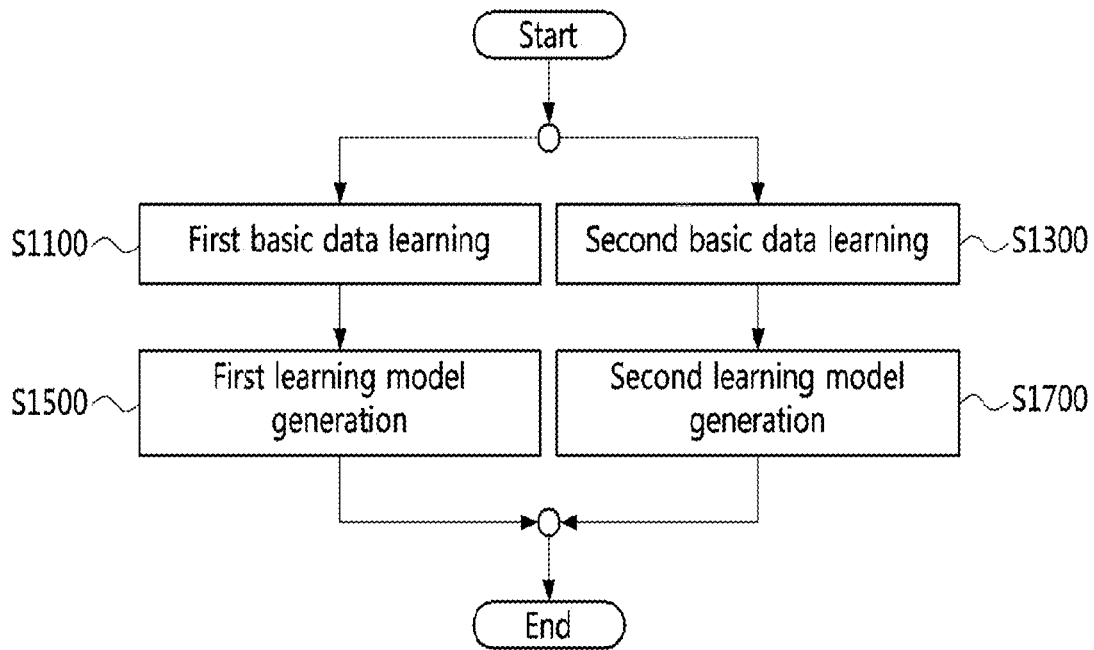 Start
S1100
First basic data learning
Second basic data learning
S1300
S1500
First learning model
generation
Second learning model
generation
S1700
End